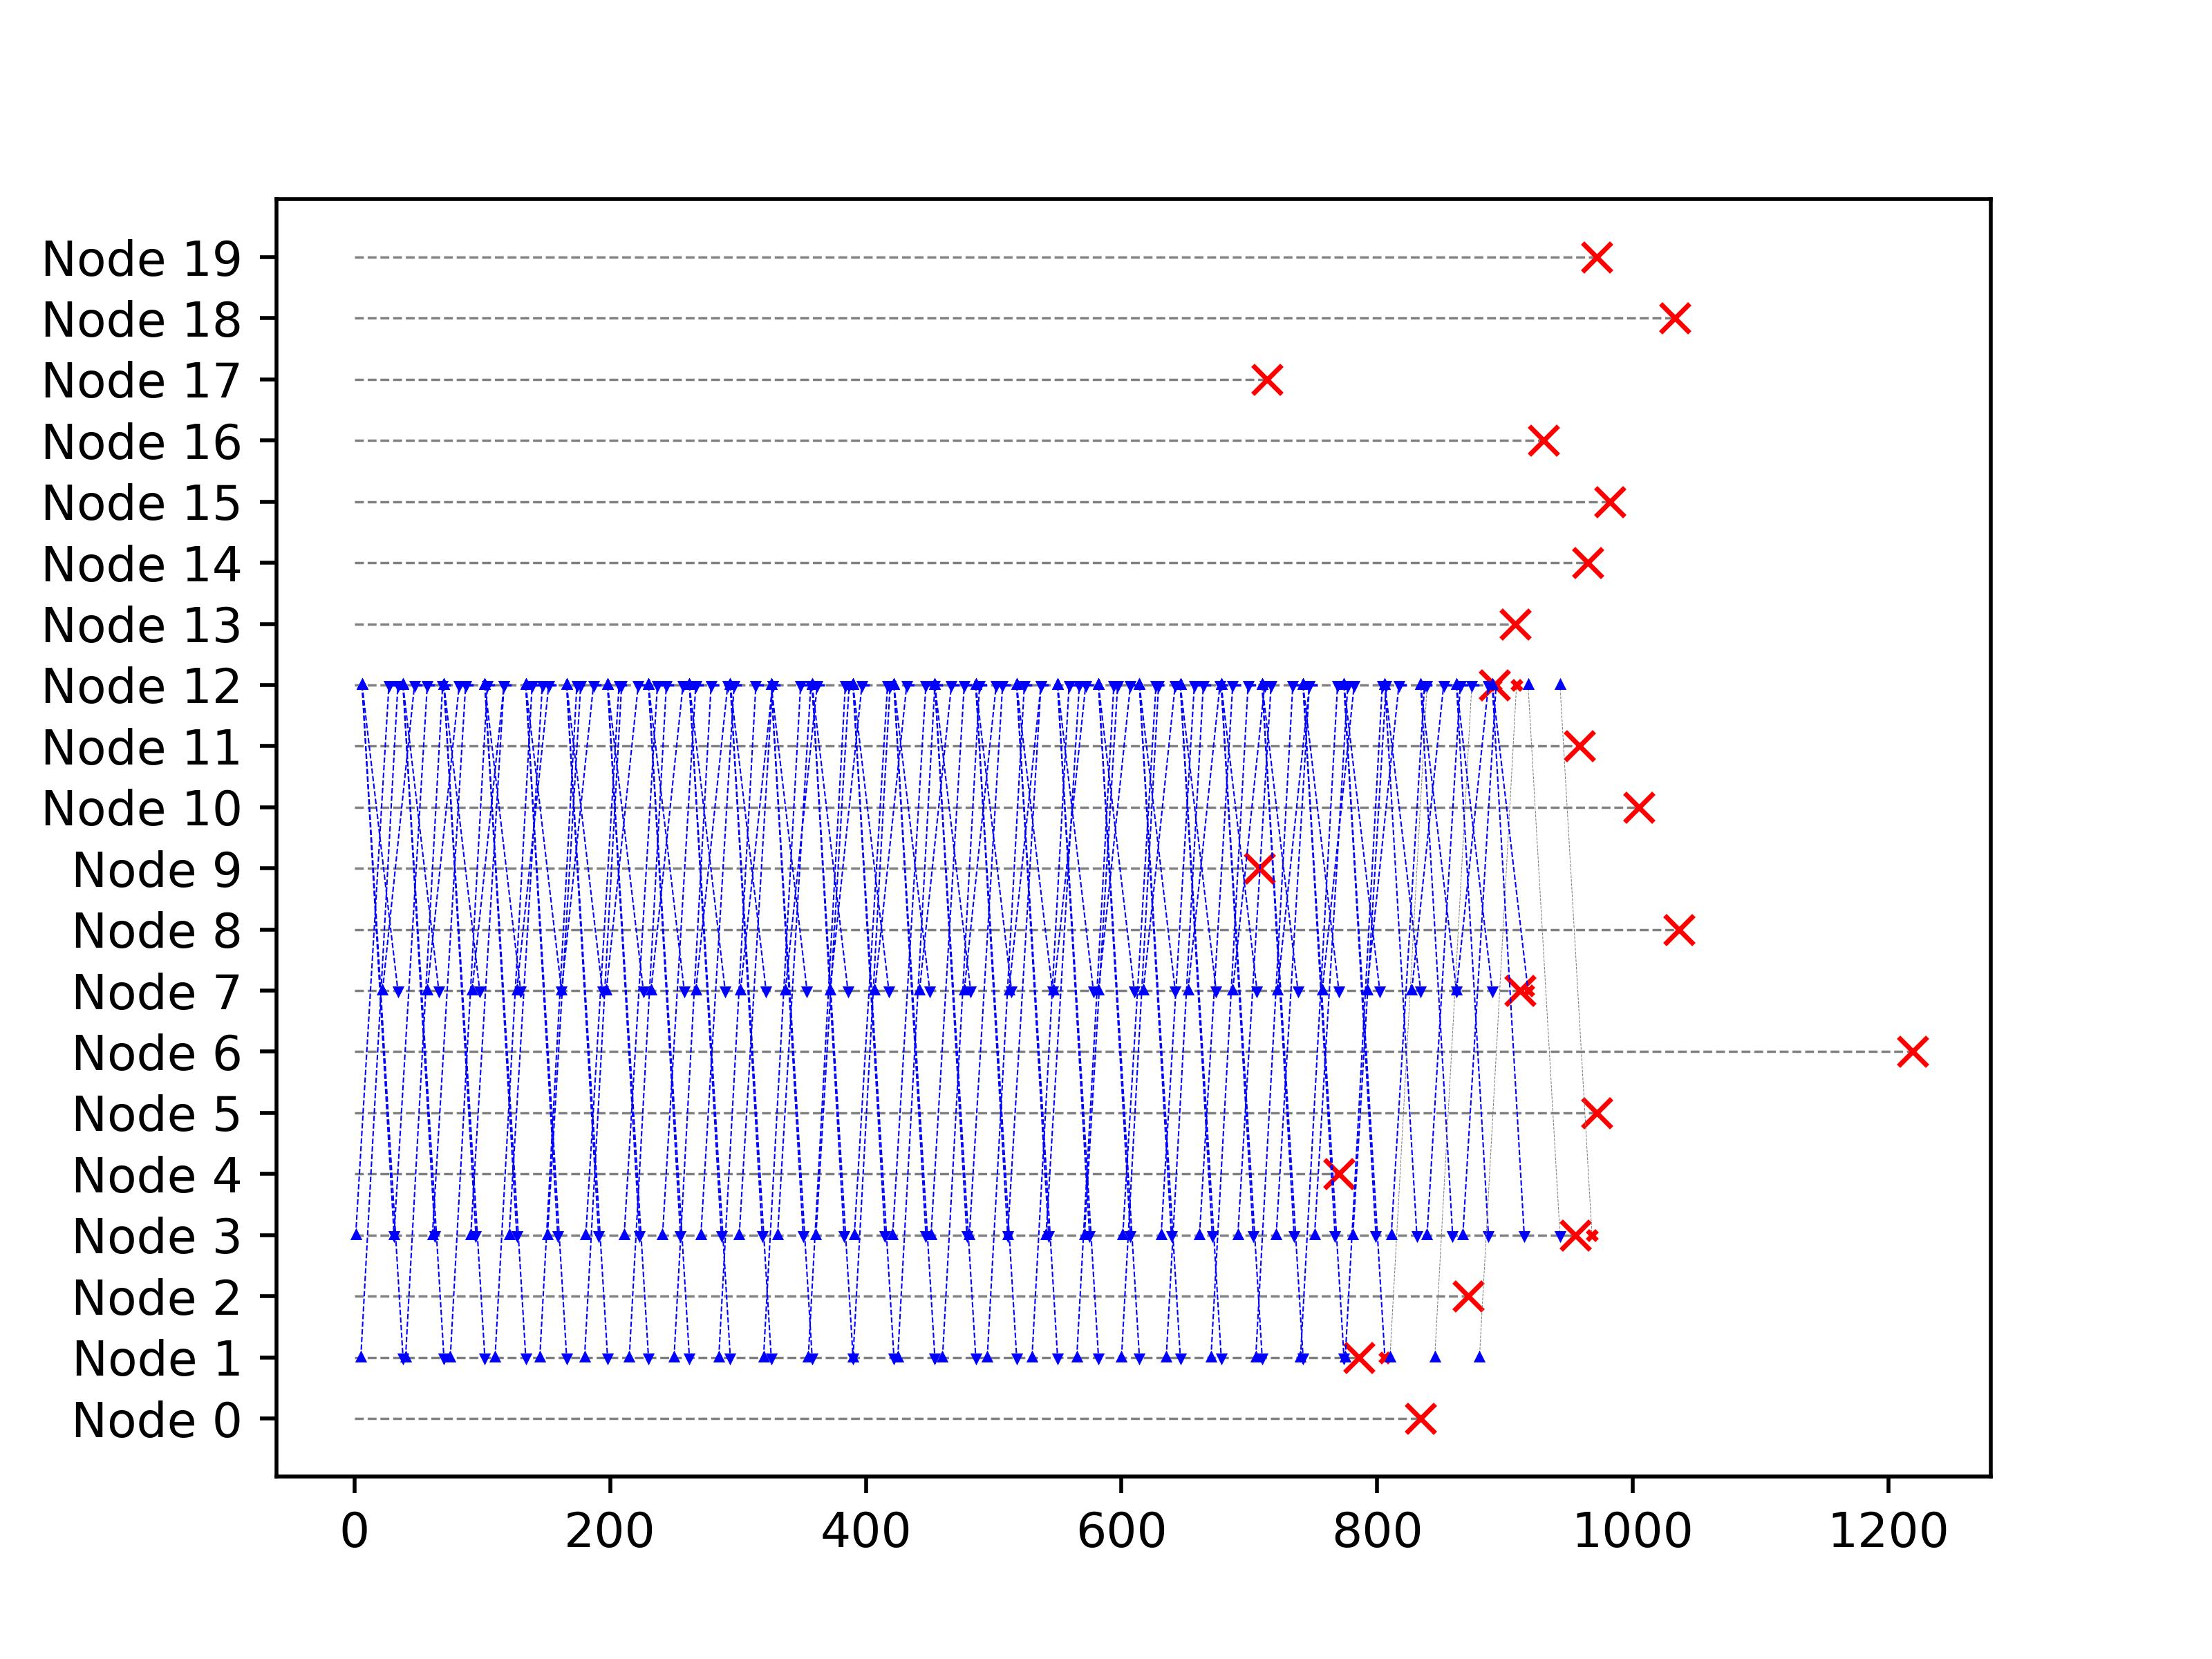 Node 19
Node 18
Node 17
Node 16
Node 15
Node 14
Node 13
Node 12
Node 11
Node 10
Node 9
Node 8
Node 7
Node 6
Node 5
Node 4
Node 3
Node 2
Node 1
Node 0
0 200 400 600 800 1000 1200